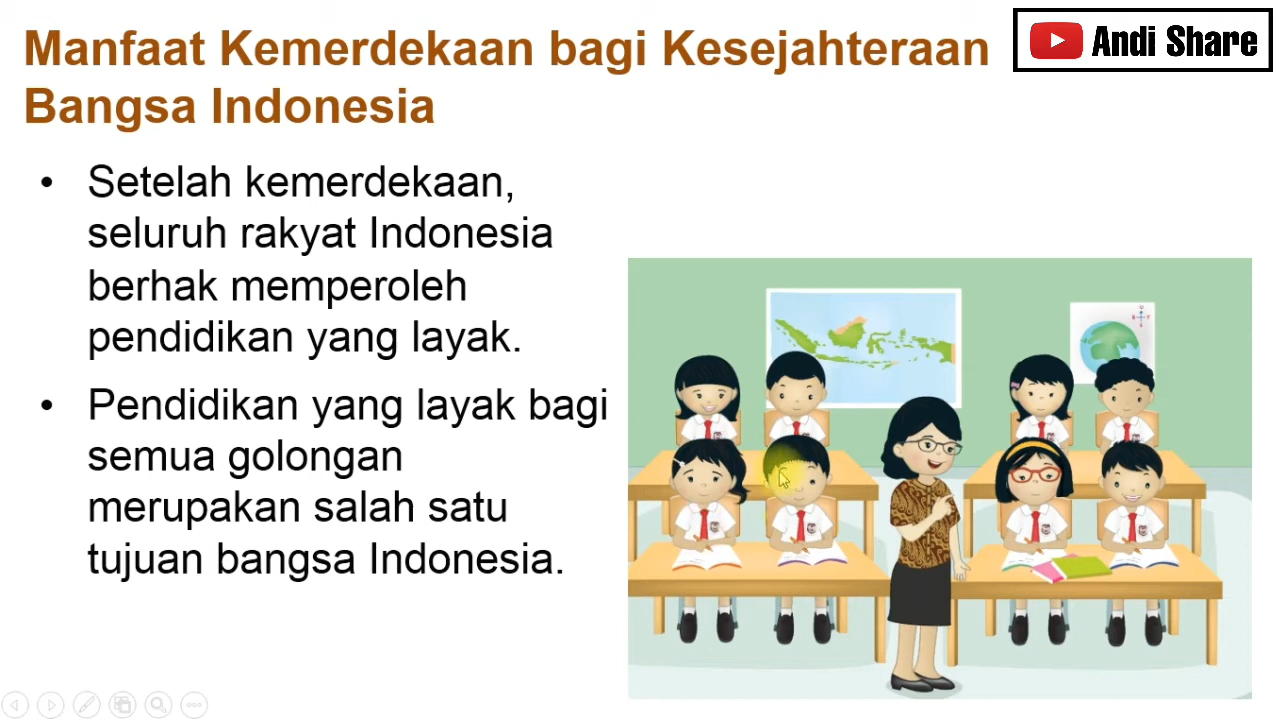 Manfaat Kemerdekaan bagi Kesejahteraan
Bangsa Indonesia
Andi Share
• Setelah kemerdekaan,
seluruh rakyat Indonesia
berhak memperoleh
pendidikan yang layak.
• Pendidikan yang layak bagi
semua golongan
merupakan salah satu
tujuan bangsa Indonesia.